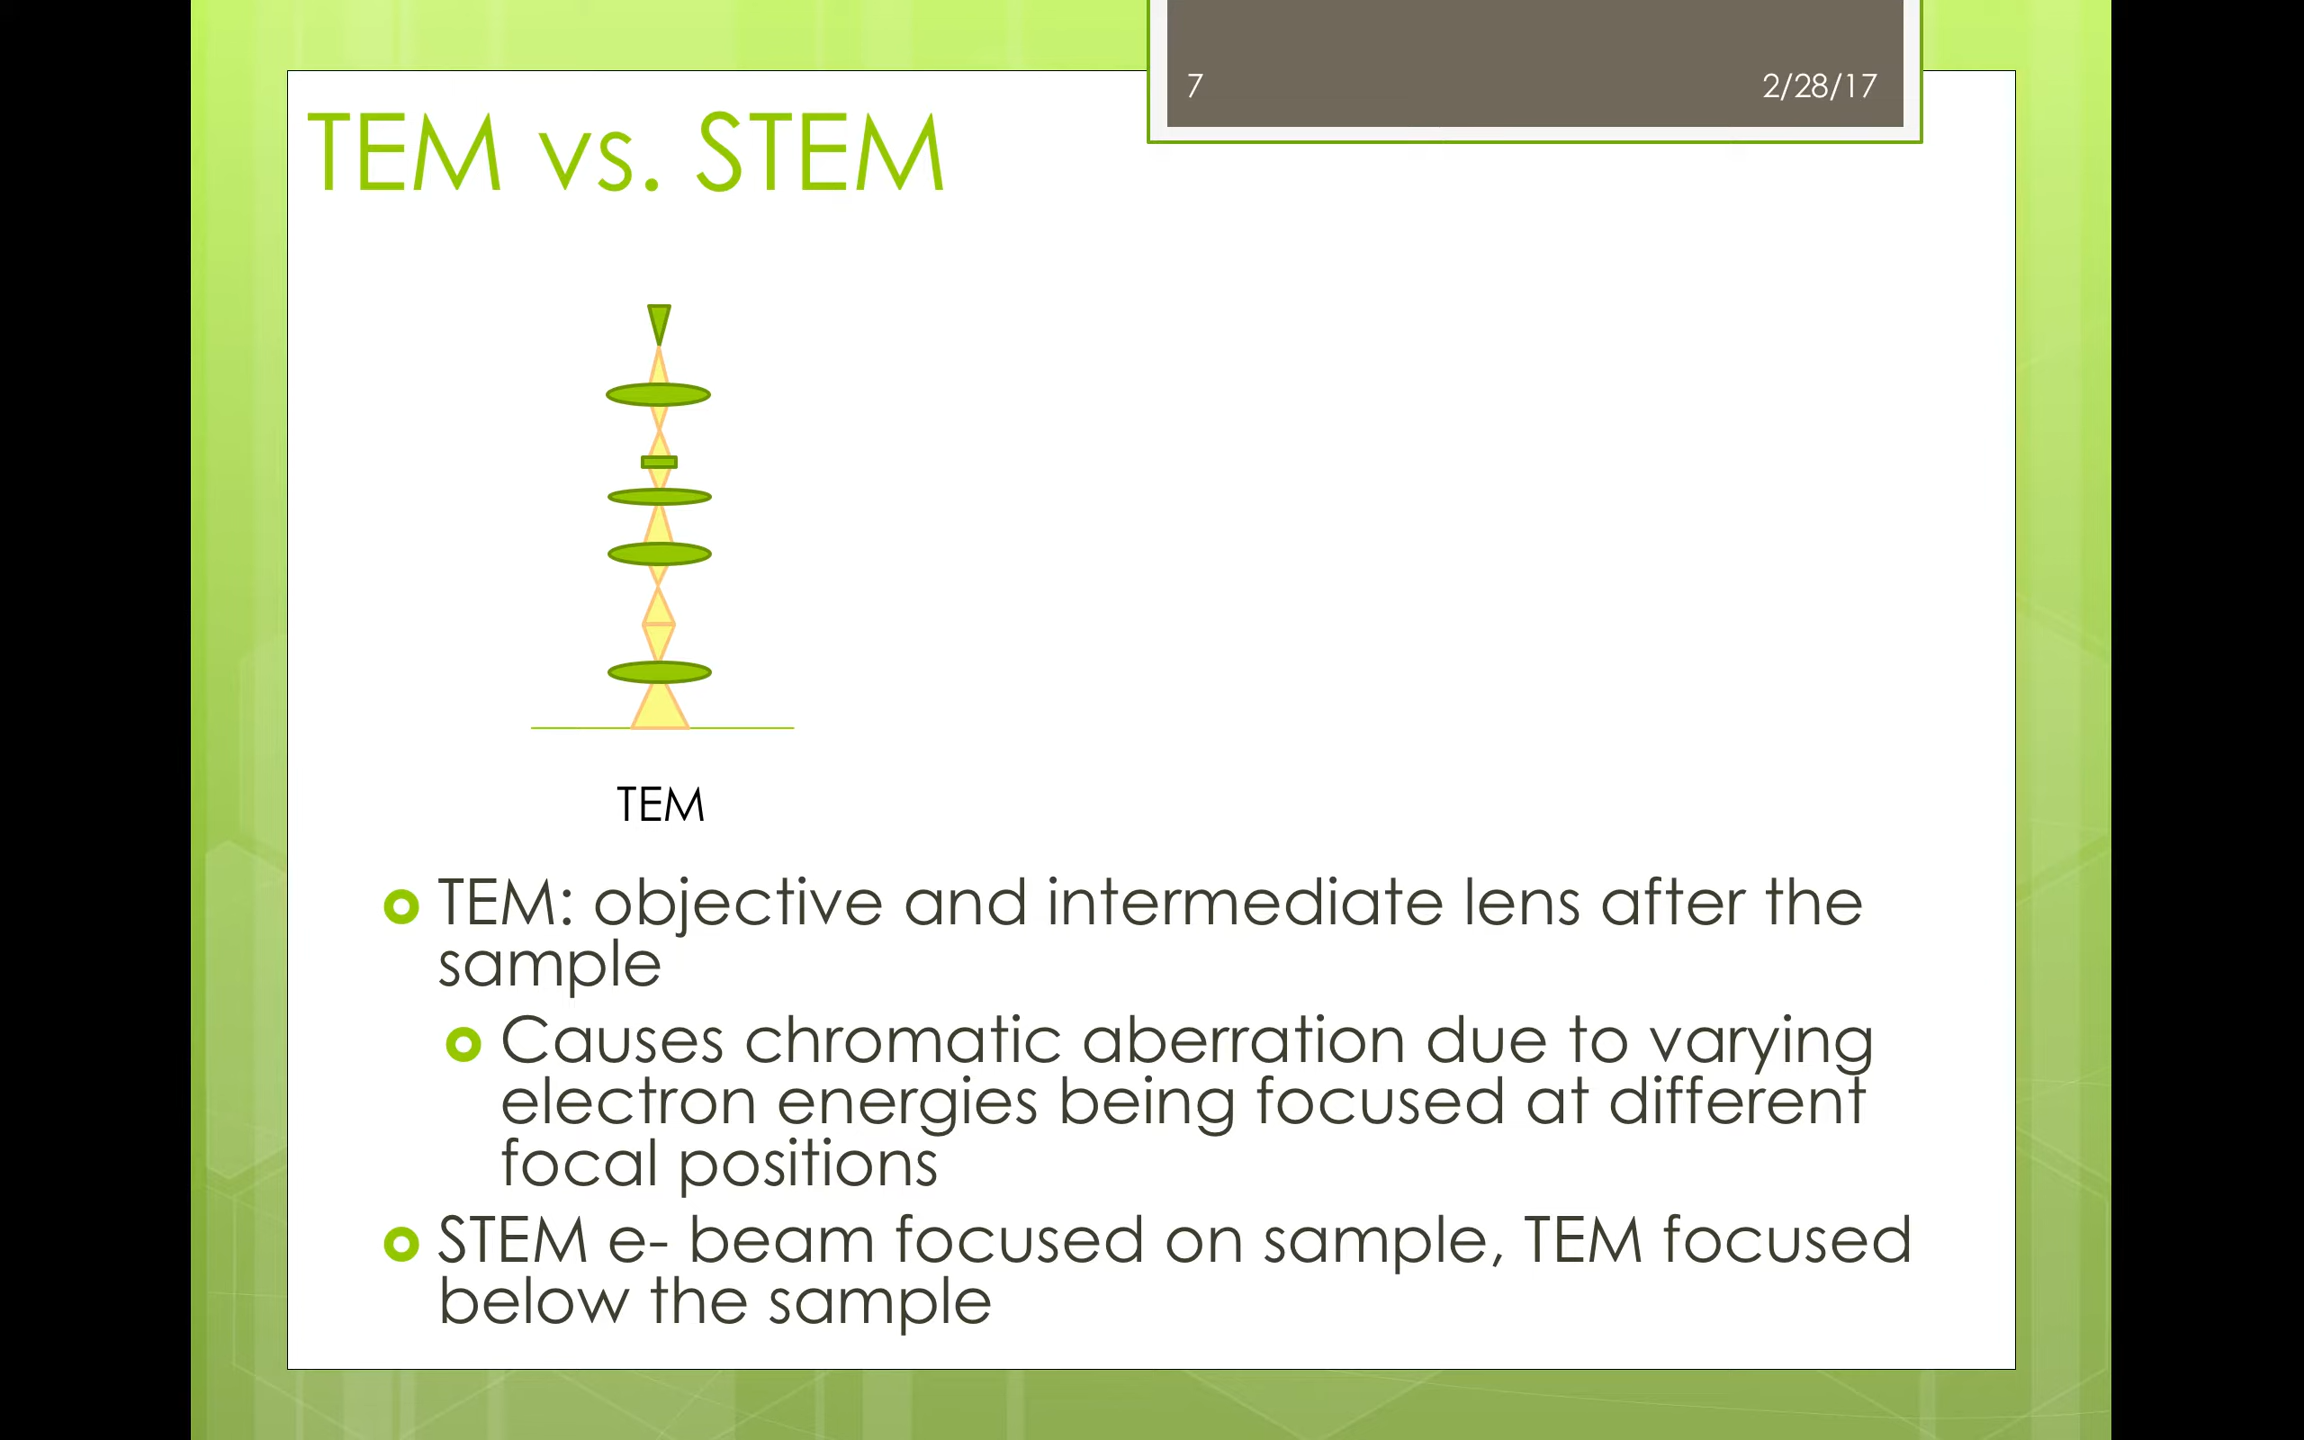 7
2/28/17
TEM vs. STEM
TEM
TEM: objective and intermediate lens after the
sample
Causes chromatic aberration due to varying
electron energies being focused at different
focal positions
STEM e- beam focused on sample, TEM focused
below the sample